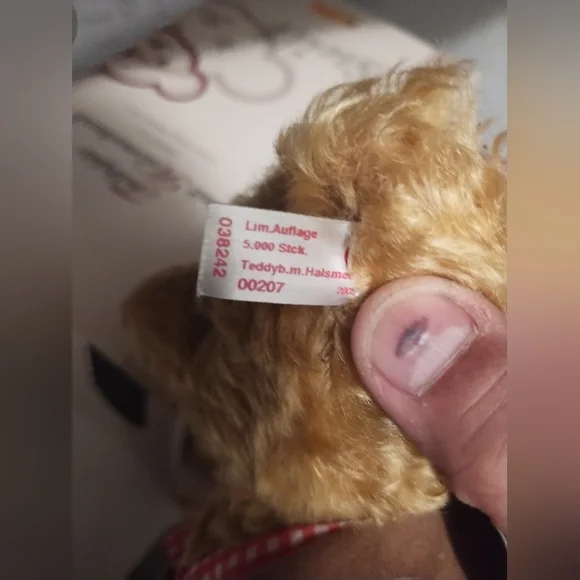 038242
Lim.Auflage
5.000 Stck.
Teddyb.m.Halsme
00207